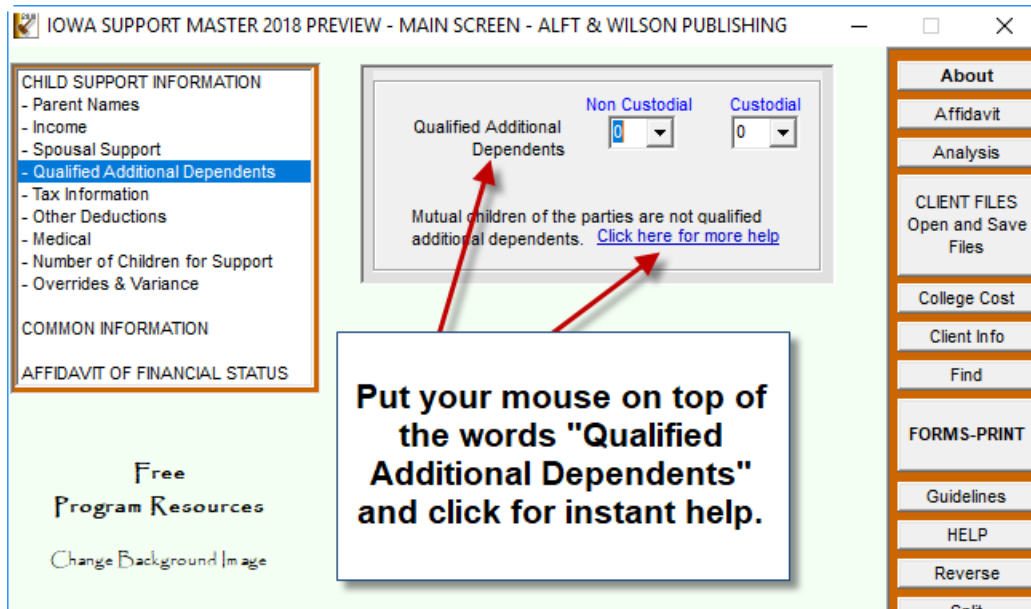 IOWA SUPPORT MASTER 2018 PREVIEW - MAIN SCREEN - ALFT & WILSON PUBLISHING
CHILD SUPPORT INFORMATION
- Parent Names
- Income
- Spousal Support
- Qualified Additional Dependents
- Tax Information
- Other Deductions
- Medical
- Number of Children for Support
- Overrides & Variance
COMMON INFORMATION
AFFIDAVIT OF FINANCIAL STATUS
Free
Program Resources
Change Background Image
Non Custodial Custodial
Qualified Additional 0 0
Dependents
Mutual children of the parties are not qualified
additional dependents. Click here for more help
Put your mouse on top of
the words "Qualified
Additional Dependents"
and click for instant help.
About
Affidavit
Analysis
CLIENT FILES
Open and Save
Files
College Cost
Client Info
Find
FORMS-PRINT
Guidelines
HELP
Reverse
Split